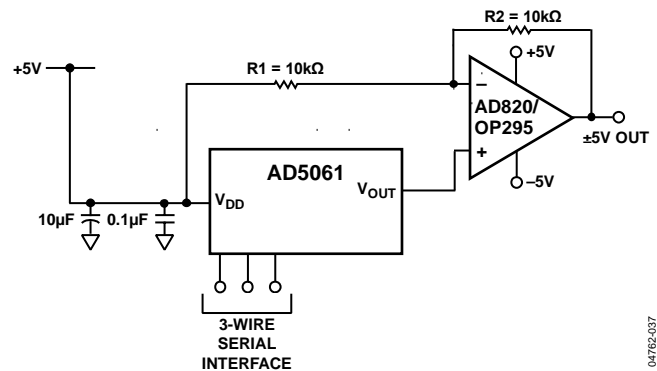 R2 = 10kΩ
+5V
+5V
R1 = 10kΩ
–
AD820/
OP295
+
±5V OUT
–5V
AD5061
VDD
VOUT
10µF
0.1µF
3-WIRE
SERIAL
INTERFACE
04762-037